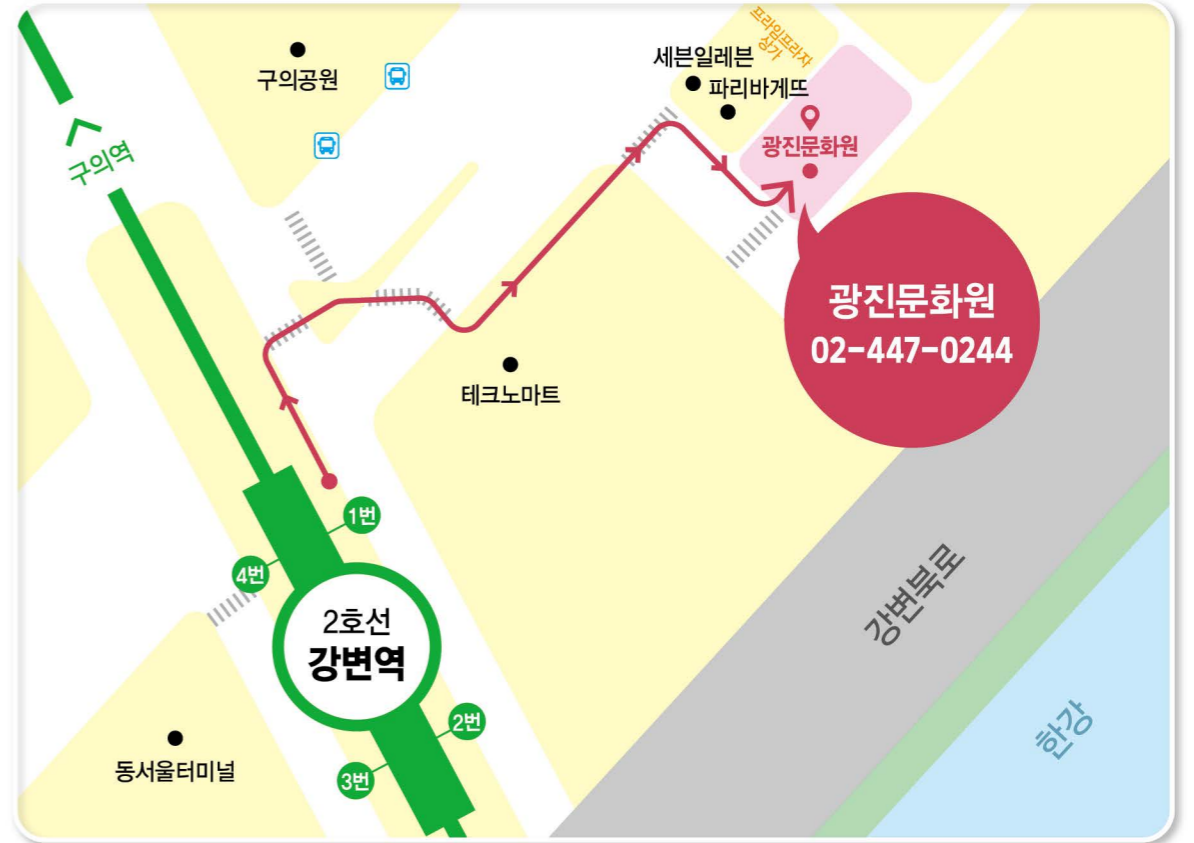 프라임프라자
상가
세븐일레븐
파리바게뜨
구의공원
구의역
광진문화원
광진문화원
02-447-0244
테크노마트
1번
4번
2호선
강변역
강변북로
2번
한강
동서울터미널
3번